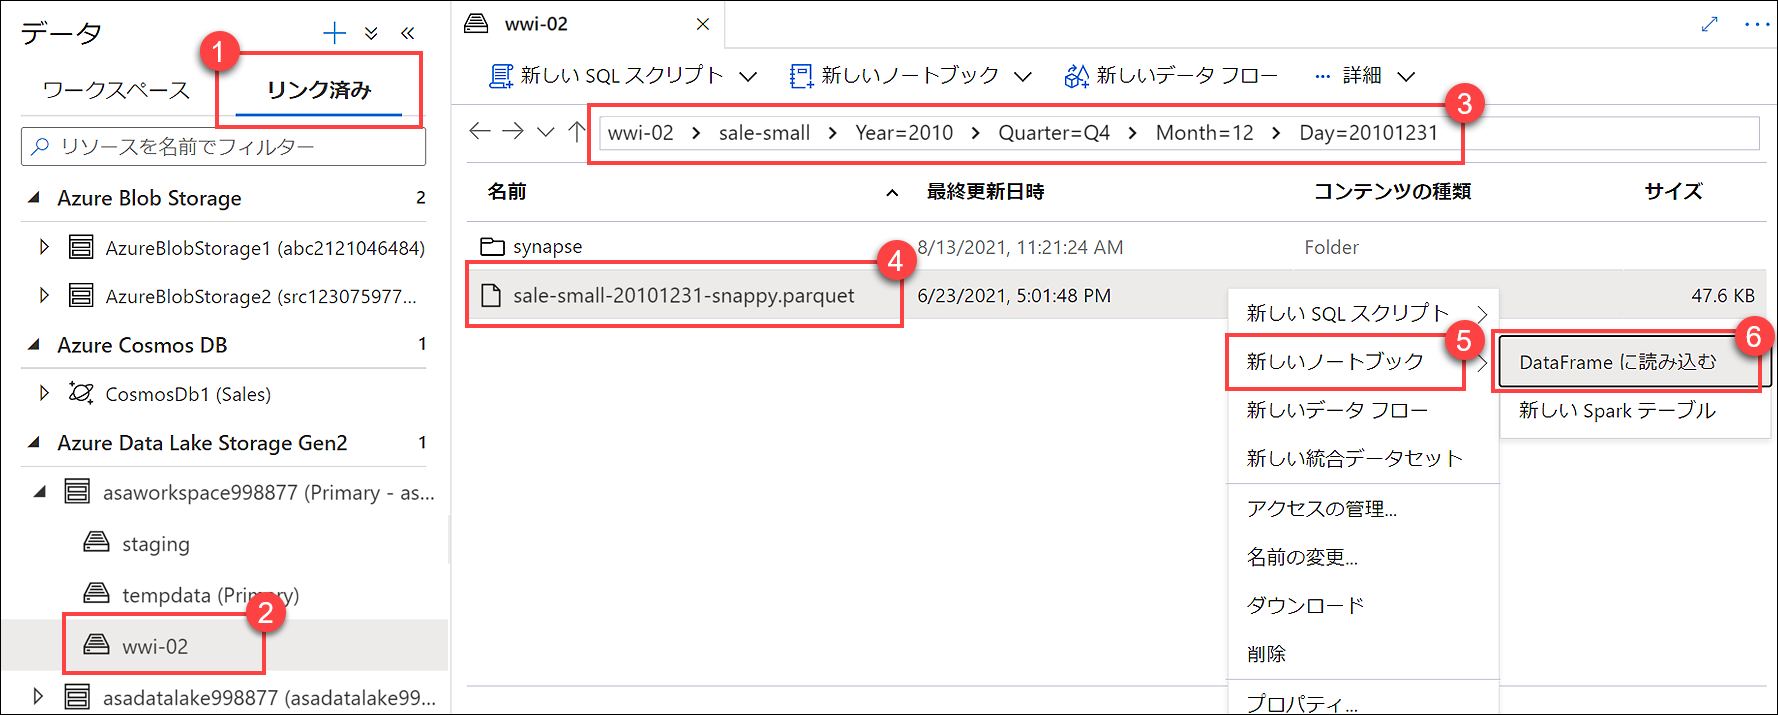 データ
1
ワークスペース
リンク済み
リソースを名前でフィルター
Azure Blob Storage 2
AzureBlobStorage1 (abc2121046484)
AzureBlobStorage2 (src123075977...
Azure Cosmos DB 1
CosmosDb1 (Sales)
Azure Data Lake Storage Gen2 1
asaworkspace998877 (Primary - as...
staging
tempdata (Primary)
2
wwi-02
asadatalake998877 (asadatalake99...
wwi-02
新しい SQL スクリプト 新しいノートブック 新しいデータ フロー ... 詳細
3
wwi-02 > sale-small > Year=2010 > Quarter=Q4 > Month=12 > Day=20101231
名前 最終更新日時 コンテンツの種類 サイズ
synapse 8/13/2021, 11:21:24 AM Folder
4
sale-small-20101231-snappy.parquet 6/23/2021, 5:01:48 PM 47.6 KB
新しい SQL スクリプト
5
新しいノートブック
新しいデータ フロー
新しい統合データセット
アクセスの管理...
名前の変更...
ダウンロード
削除
プロパティ...
6
DataFrame に読み込む
新しい Spark テーブル